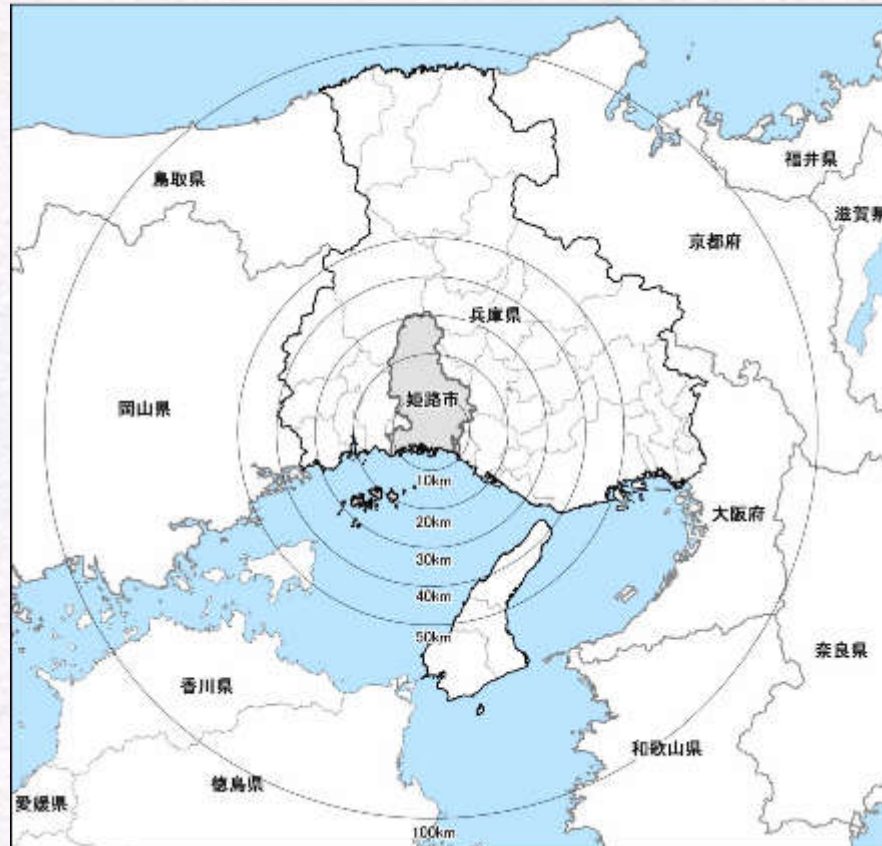 福井県
鳥取県
滋賀県
京都府
兵庫県
姫路市
岡山県
10km
大阪府
20km
30km
40km
50km
奈良県
香川県
和歌山県
徳島県
愛媛県
100km